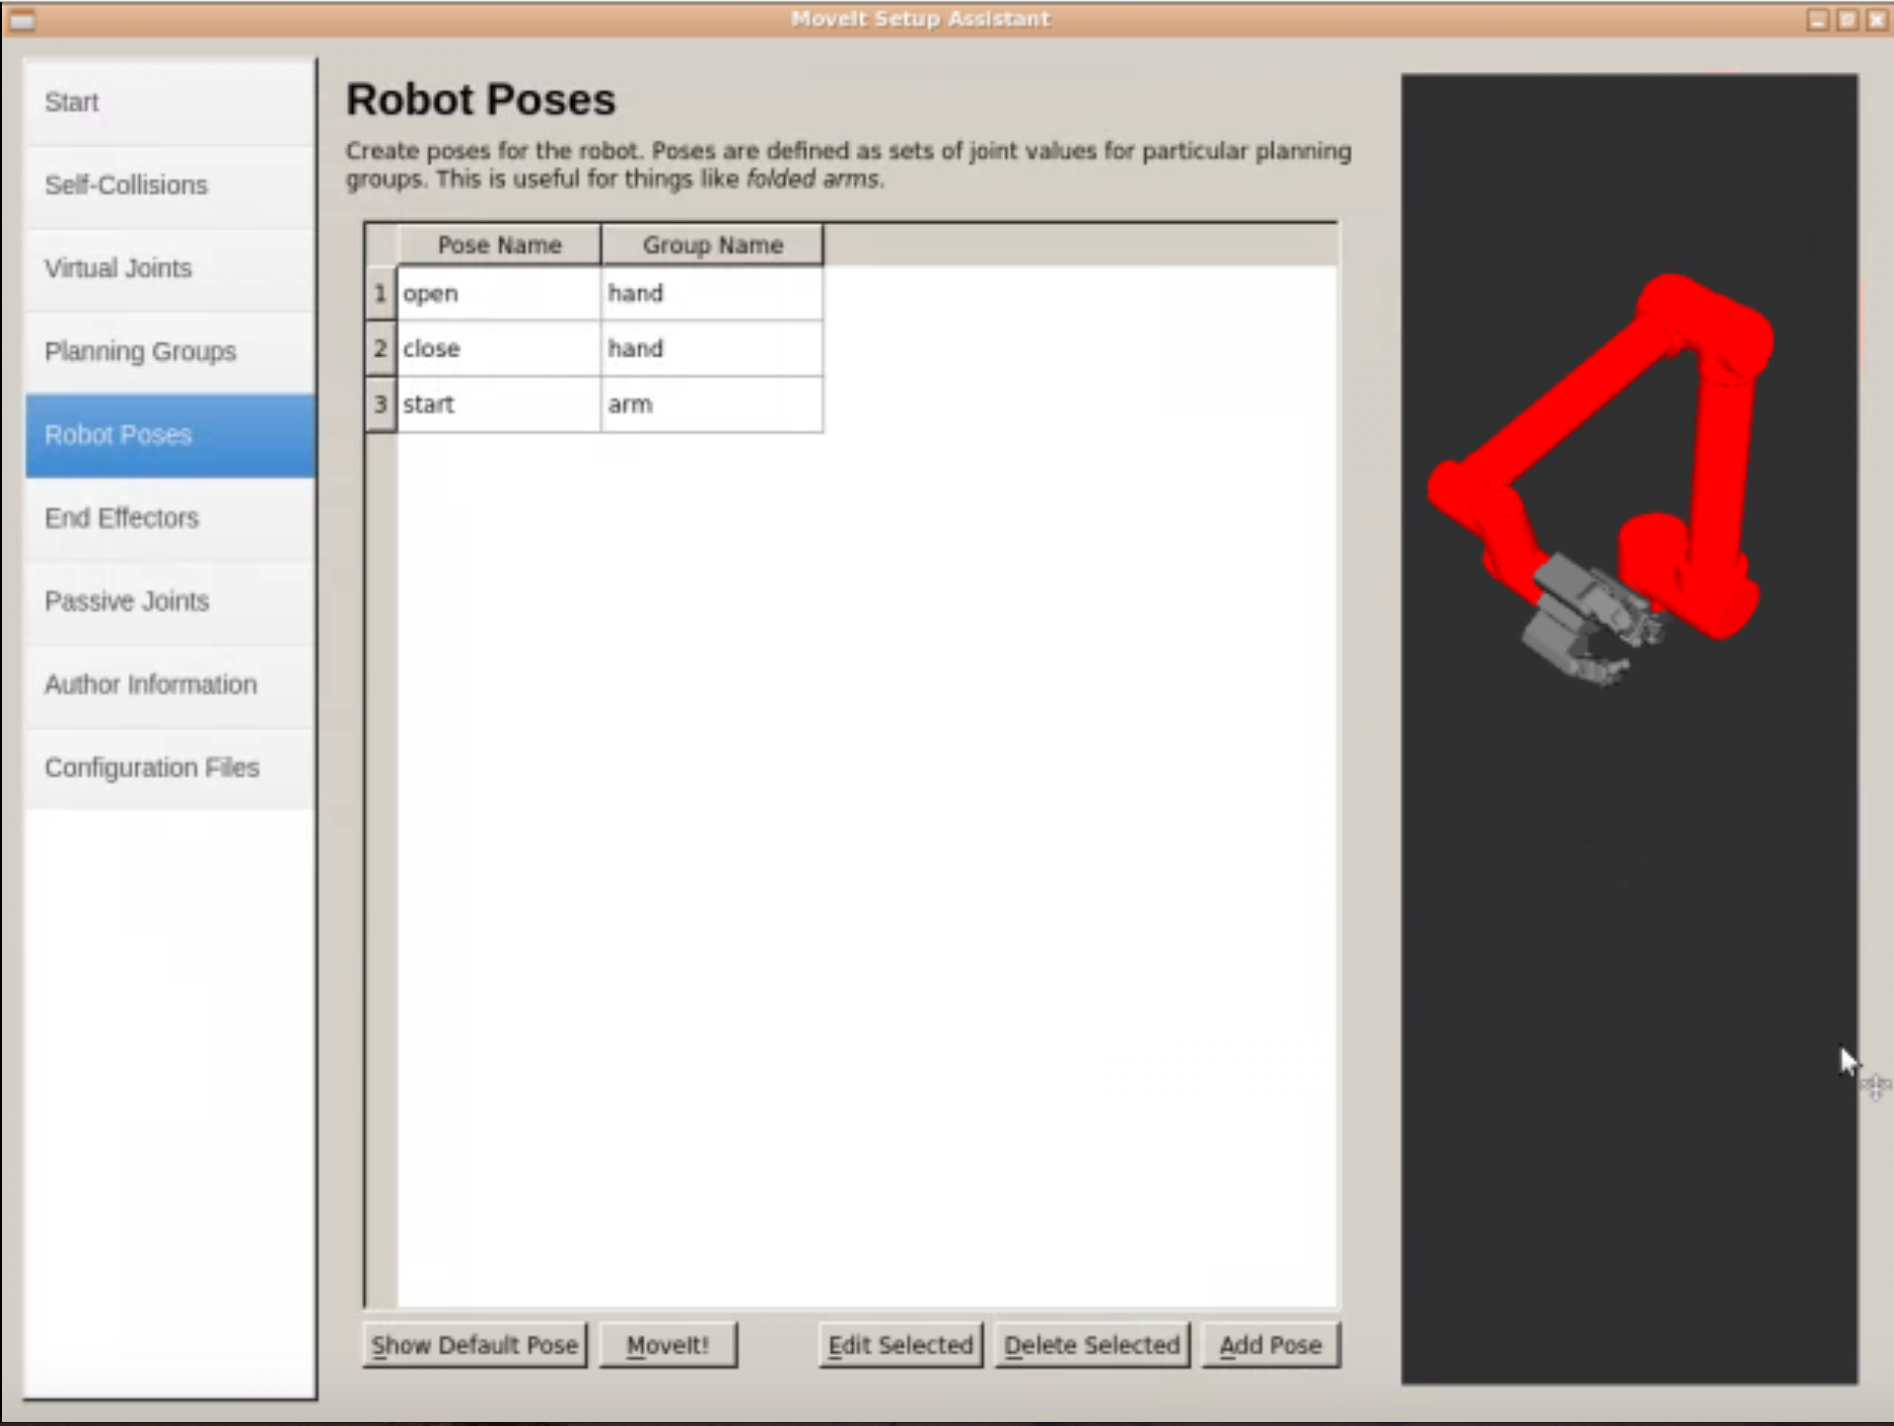 MoveIt Setup Assistant
Start
Self-Collisions
Virtual Joints
Planning Groups
Robot Poses
End Effectors
Passive Joints
Author Information
Configuration Files
Robot Poses
Create poses for the robot. Poses are defined as sets of joint values for particular planning
groups. This is useful for things like folded arms.
Pose Name Group Name
1 open hand
2 close hand
3 start arm
Show Default Pose MoveIt! Edit Selected Delete Selected Add Pose